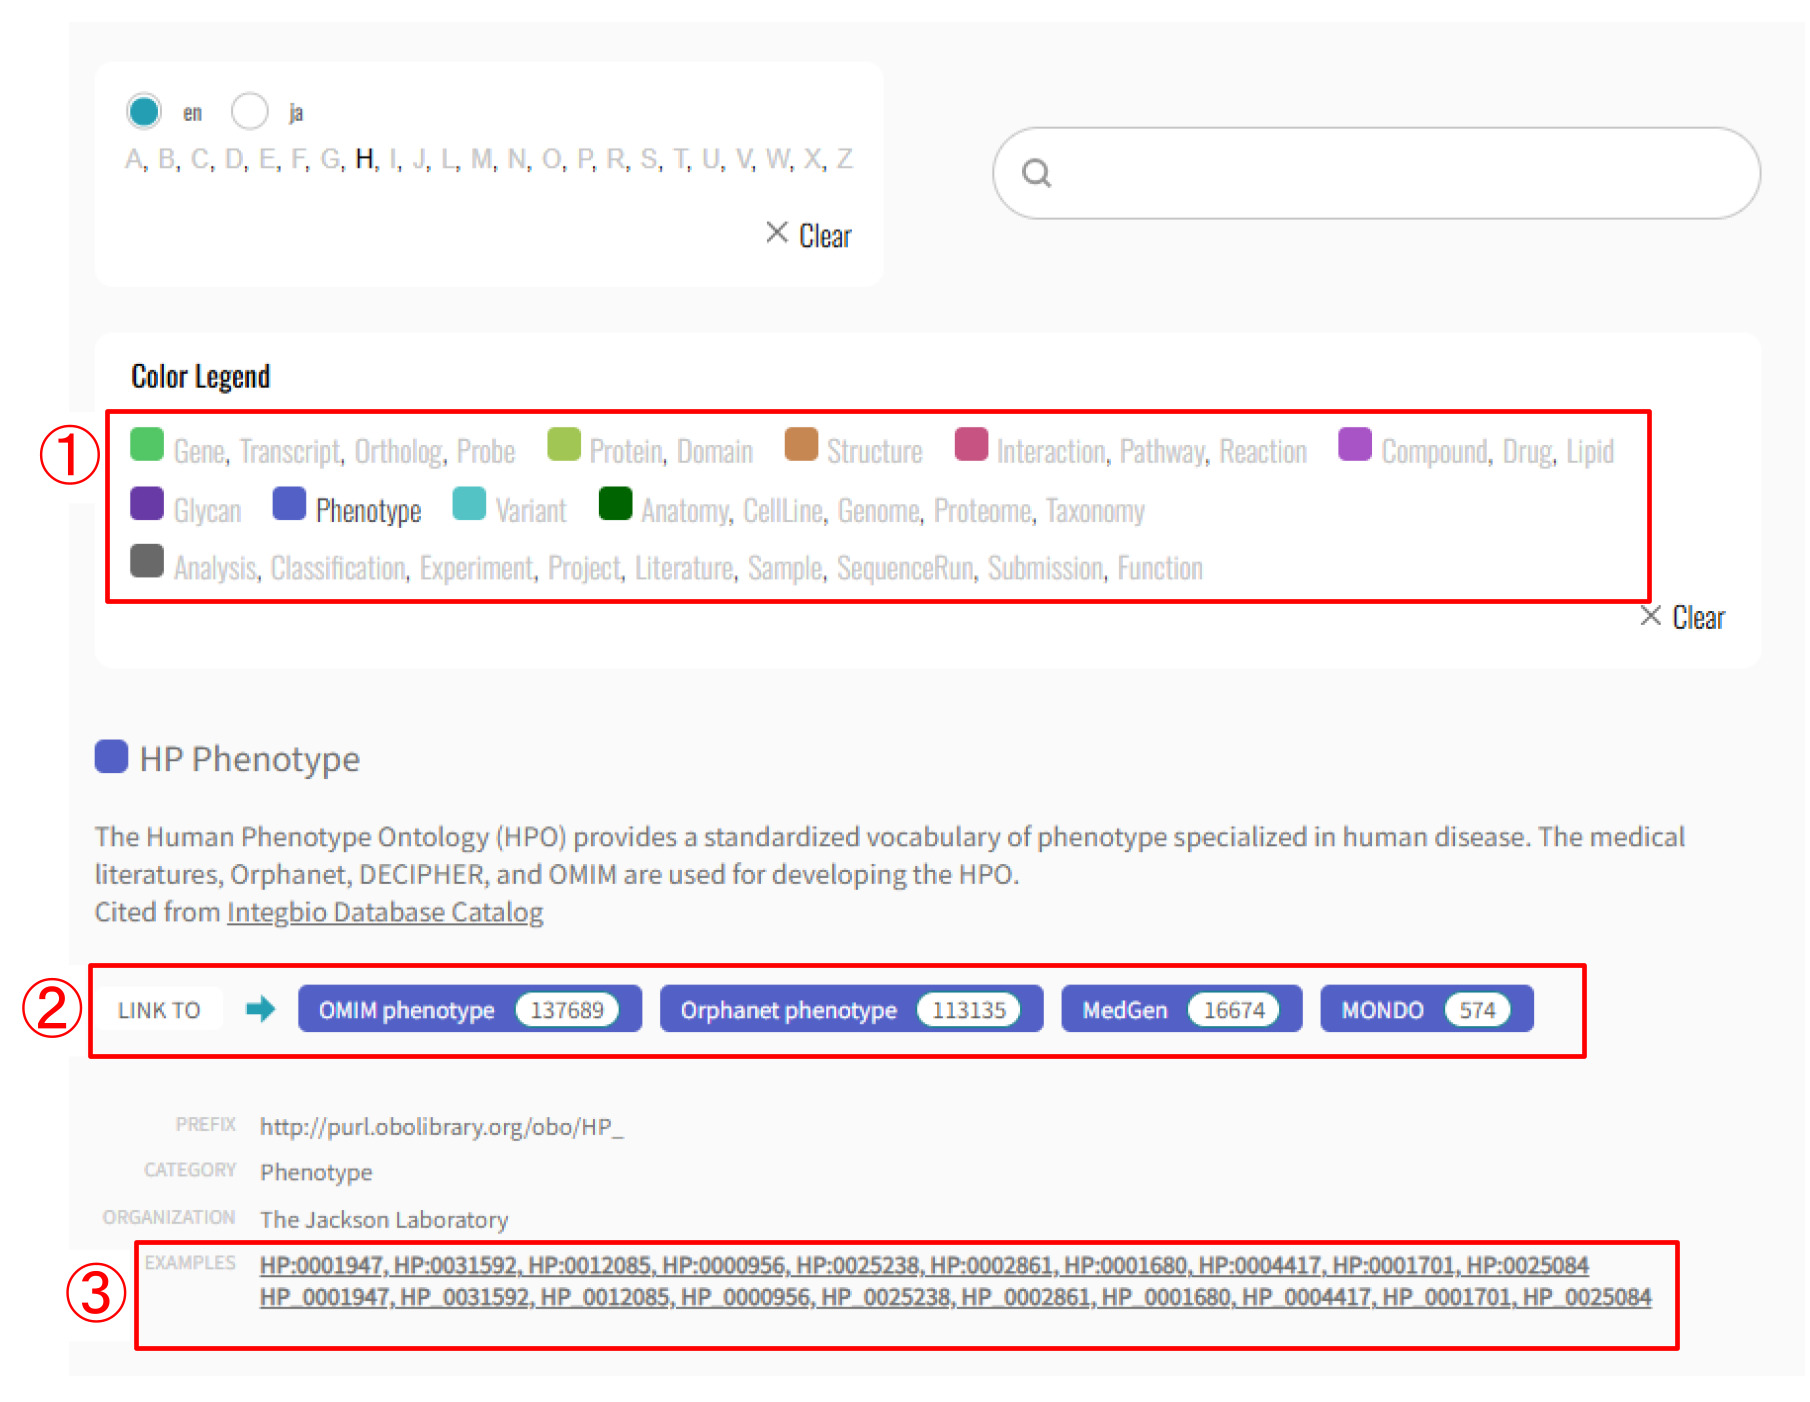 en ja
A, B, C, D, E, F, G, H, I, J, L, M, N, O, P, R, S, T, U, V, W, X, Z
× Clear
Color Legend
① Gene, Transcript, Ortholog, Probe Protein, Domain Structure Interaction, Pathway, Reaction Compound, Drug, Lipid
Glycan Phenotype Variant Anatomy, CellLine, Genome, Proteome, Taxonomy
Analysis, Classification, Experiment, Project, Literature, Sample, SequenceRun, Submission, Function
× Clear
HP Phenotype
The Human Phenotype Ontology (HPO) provides a standardized vocabulary of phenotype specialized in human disease. The medical
literatures, Orphanet, DECIPHER, and OMIM are used for developing the HPO.
Cited from Integbio Database Catalog
② LINK TO OMIM phenotype 137689 Orphanet phenotype 113135 MedGen 16674 MONDO 574
PREFIX http://purl.obolibrary.org/obo/HP_
CATEGORY Phenotype
ORGANIZATION The Jackson Laboratory
③ EXAMPLES HP:0001947, HP:0031592, HP:0012085, HP:0000956, HP:0025238, HP:0002861, HP:0001680, HP:0004417, HP:0001701, HP:0025084
HP_0001947, HP_0031592, HP_0012085, HP_0000956, HP_0025238, HP_0002861, HP_0001680, HP_0004417, HP_0001701, HP_0025084